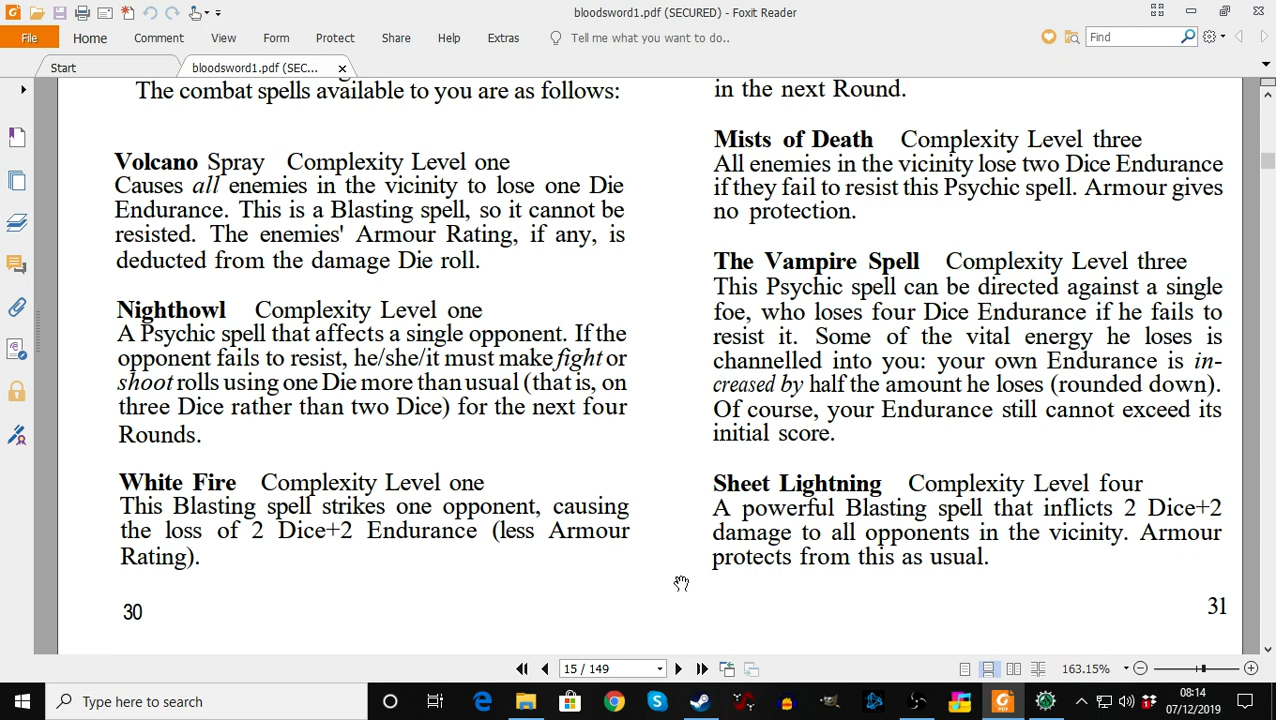 bloodsword1.pdf (SECURED) - Foxit Reader
File Home Comment View Form Protect Share Help Extras Tell me what you want to do.. Find
Start bloodsword1.pdf (SEC...
The combat spells available to you are as follows:
Volcano Spray Complexity Level one
Causes all enemies in the vicinity to lose one Die
Endurance. This is a Blasting spell, so it cannot be
resisted. The enemies' Armour Rating, if any, is
deducted from the damage Die roll.
Nighthowl Complexity Level one
A Psychic spell that affects a single opponent. If the
opponent fails to resist, he/she/it must make fight or
shoot rolls using one Die more than usual (that is, on
three Dice rather than two Dice) for the next four
Rounds.
White Fire Complexity Level one
This Blasting spell strikes one opponent, causing
the loss of 2 Dice+2 Endurance (less Armour
Rating).
30
in the next Round.
Mists of Death Complexity Level three
All enemies in the vicinity lose two Dice Endurance
if they fail to resist this Psychic spell. Armour gives
no protection.
The Vampire Spell Complexity Level three
This Psychic spell can be directed against a single
foe, who loses four Dice Endurance if he fails to
resist it. Some of the vital energy he loses is
channelled into you: your own Endurance is in-
creased by half the amount he loses (rounded down).
Of course, your Endurance still cannot exceed its
initial score.
Sheet Lightning Complexity Level four
A powerful Blasting spell that inflicts 2 Dice+2
damage to all opponents in the vicinity. Armour
protects from this as usual.
31
15 / 149 163.15%
Type here to search
08:14
07/12/2019